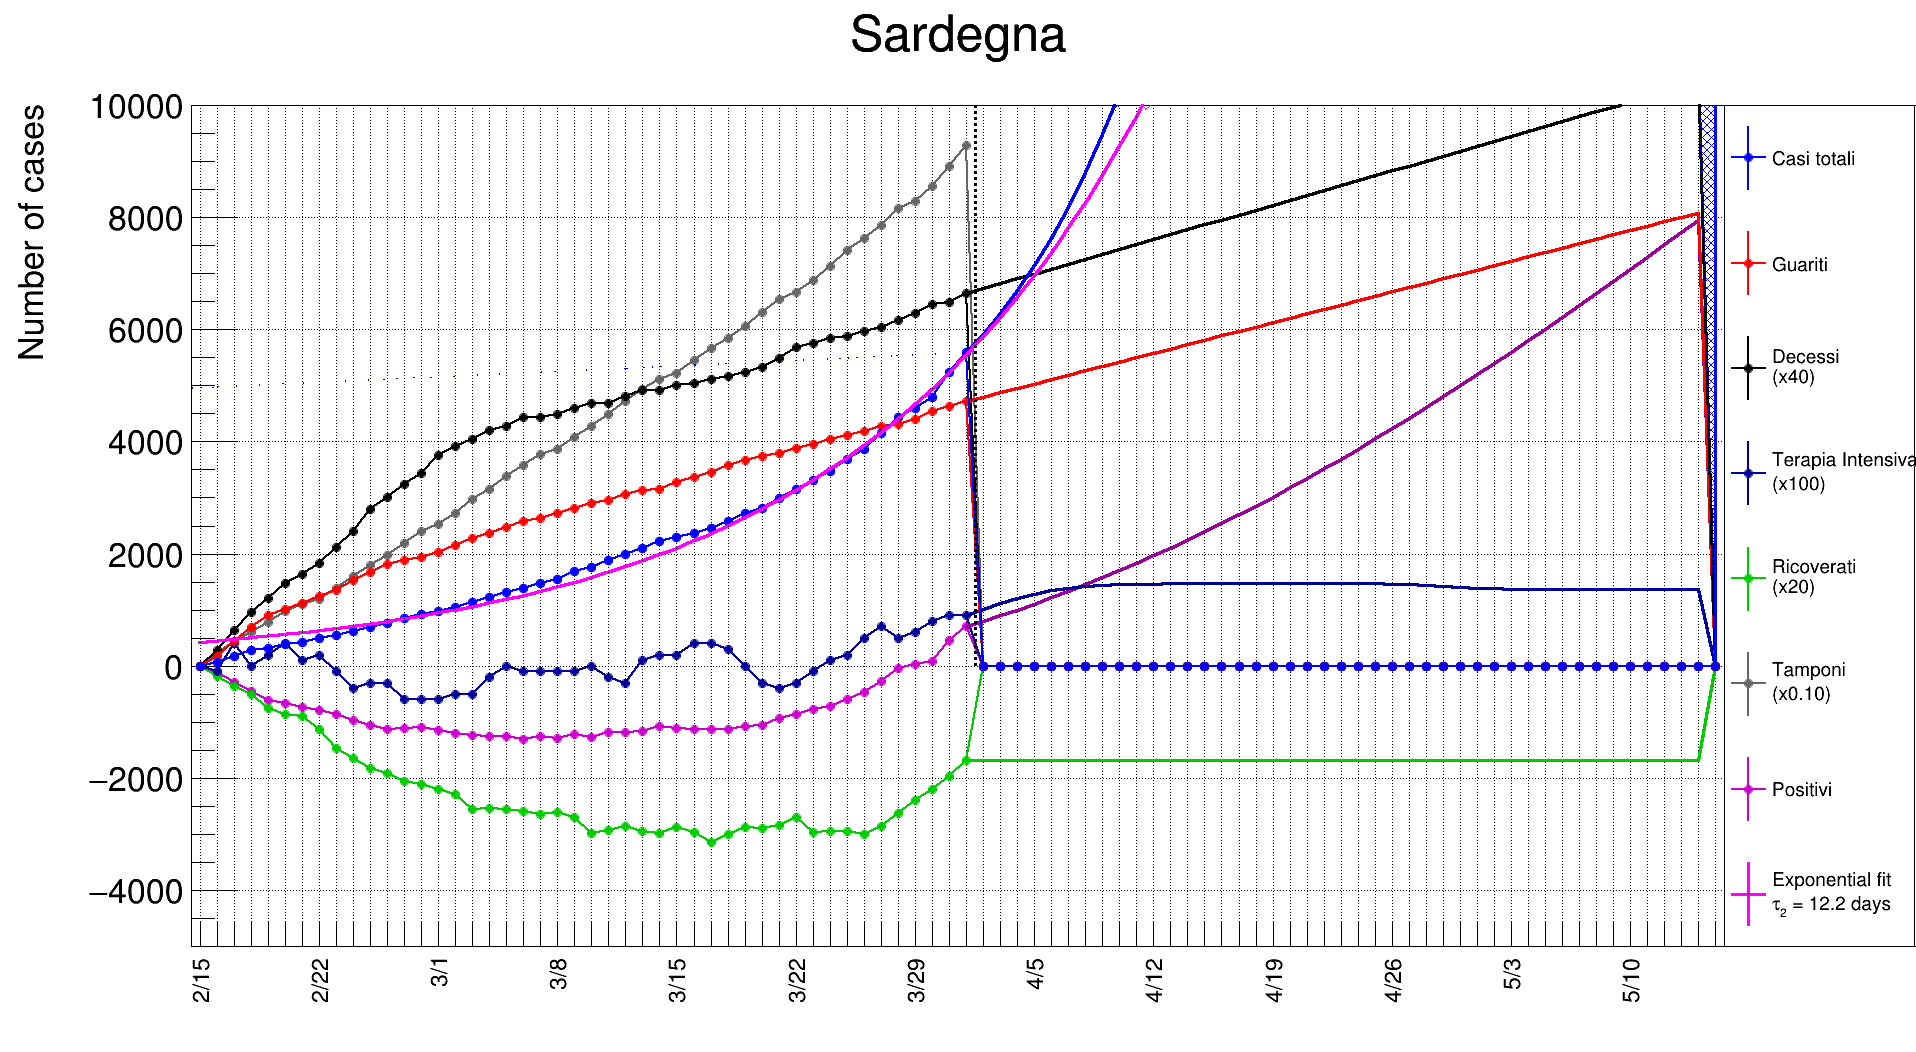 Sardegna
Number of cases
10000
8000
6000
4000
2000
0
−2000
−4000
2/15
2/22
3/1
3/8
3/15
3/22
3/29
4/5
4/12
4/19
4/26
5/3
5/10
Casi totali
Guariti
Decessi
(x40)
Terapia Intensiva
(x100)
Ricoverati
(x20)
Tamponi
(x0.10)
Positivi
Exponential fit
τ₂ = 12.2 days